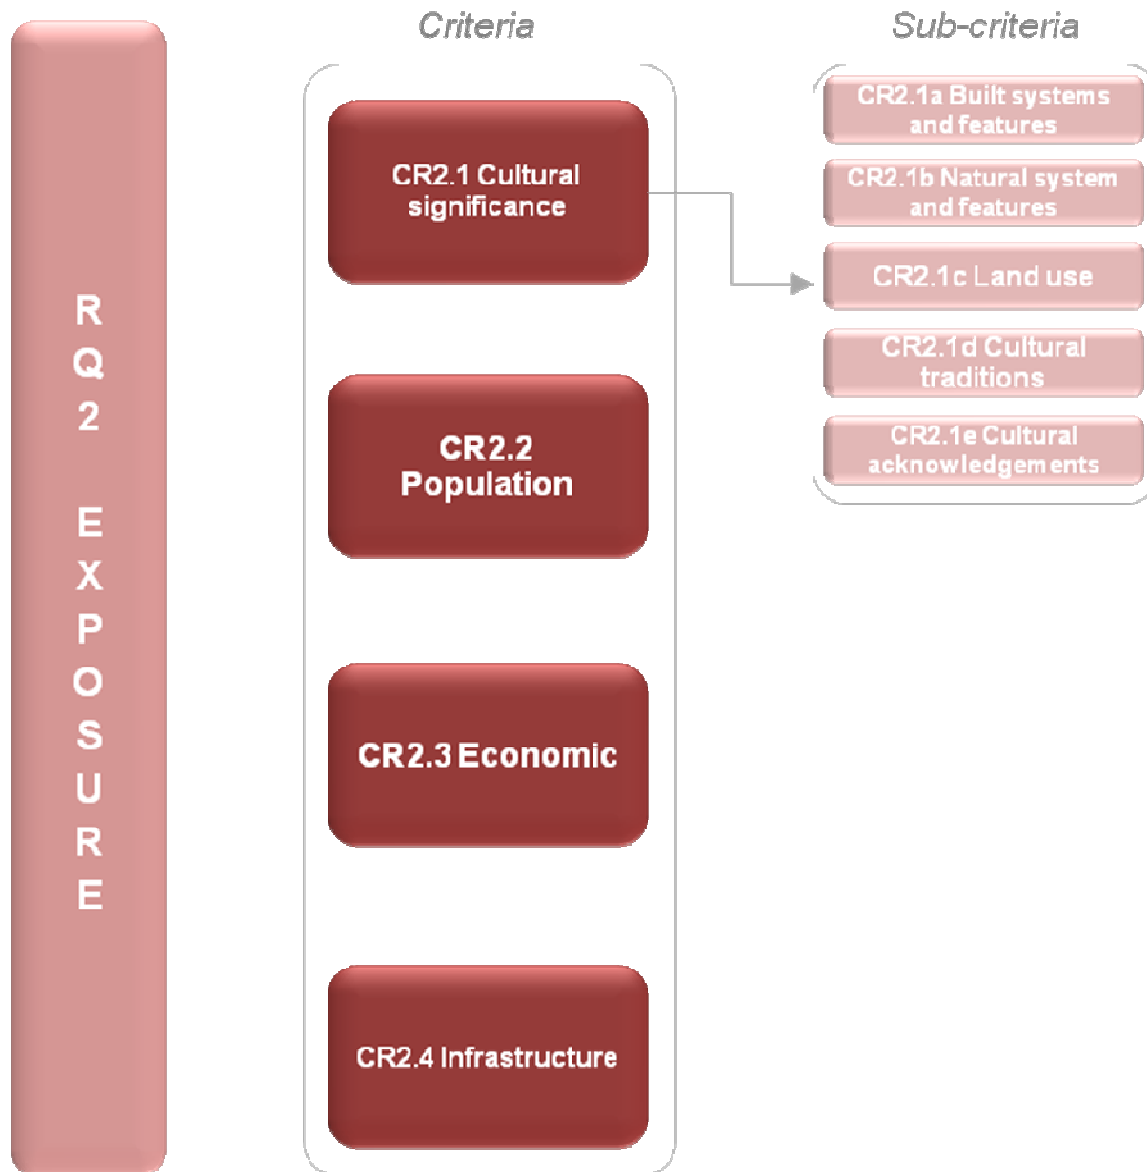 RQ2 EXPOSURE
Criteria
CR2.1 Cultural
significance
CR2.2
Population
CR2.3 Economic
CR2.4 Infrastructure
Sub-criteria
CR2.1a Built systems
and features
CR2.1b Natural system
and features
CR2.1c Land use
CR2.1d Cultural
traditions
CR2.1e Cultural
acknowledgements